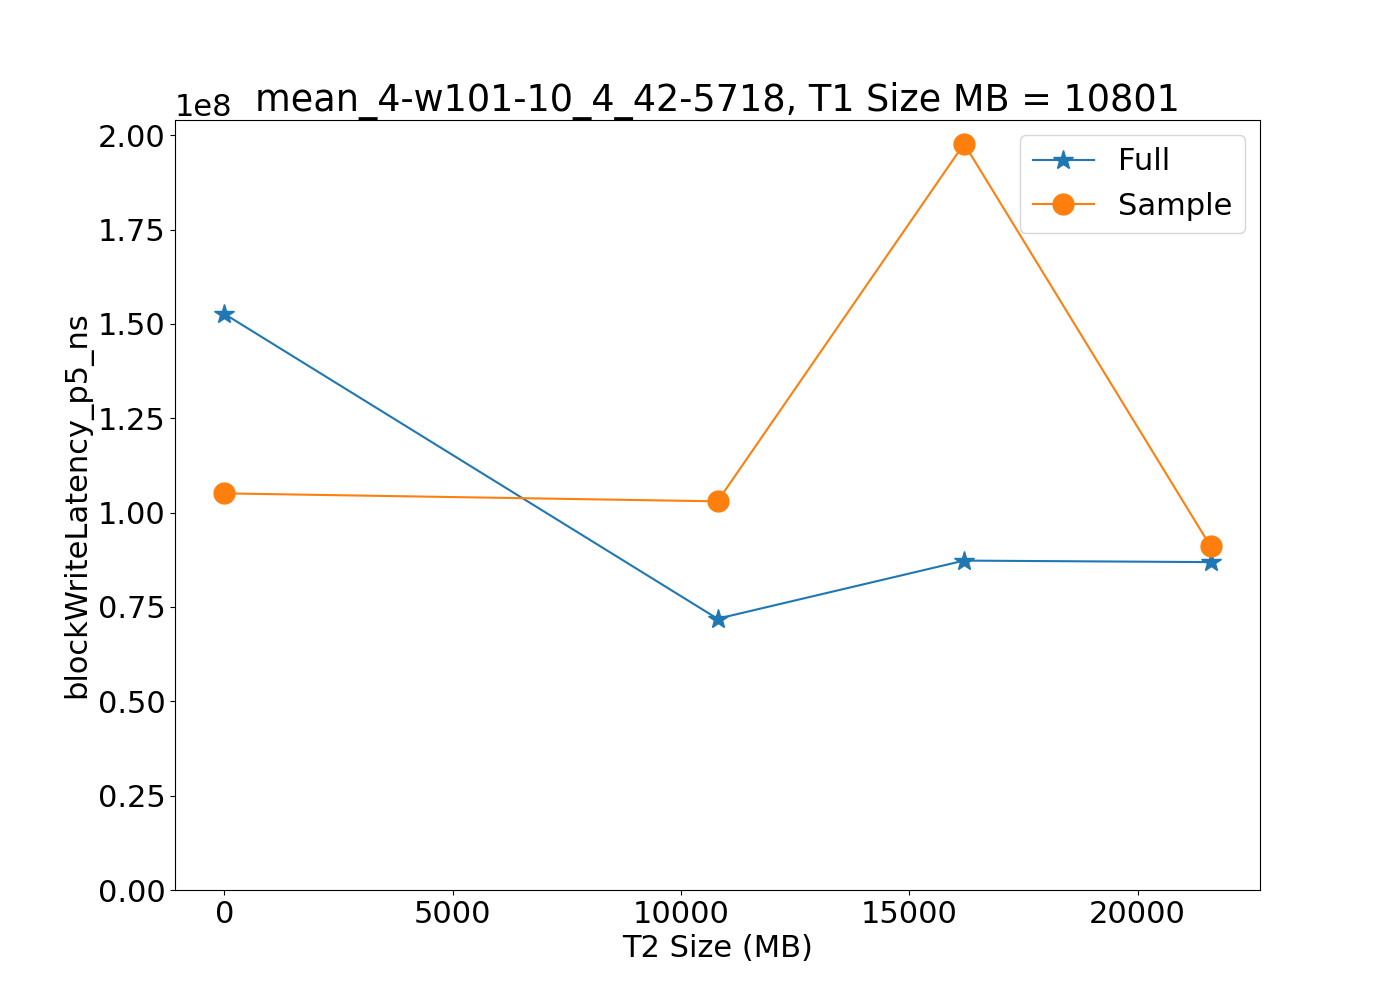 1e8
mean_4-w101-10_4_42-5718, T1 Size MB = 10801
2.00
1.75
1.50
1.25
1.00
0.75
0.50
0.25
0.00
blockWriteLatency_p5_ns
Full
Sample
0
5000
10000
15000
20000
T2 Size (MB)